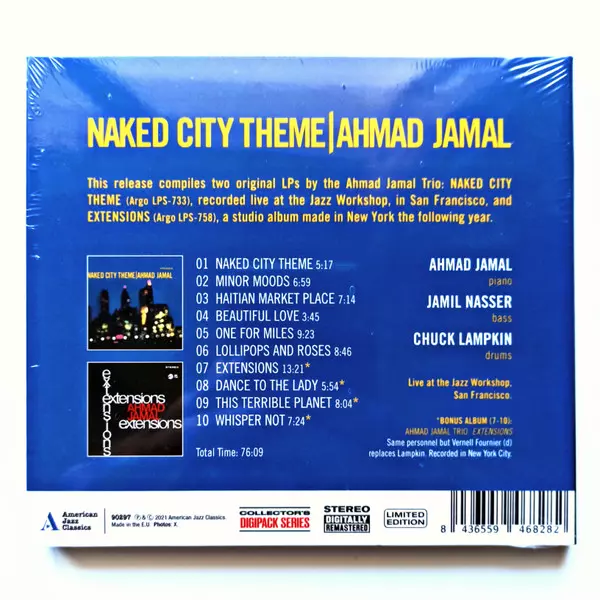 NAKED CITY THEME|AHMAD JAMAL
This release compiles two original LPs by the Ahmad Jamal Trio: NAKED CITY
THEME (Argo LPS-733), recorded live at the Jazz Workshop, in San Francisco, and
EXTENSIONS (Argo LPS-758), a studio album made in New York the following year.
NAKED CITY THEME|AHMAD JAMAL
extensions
extensions
AHMAD
JAMAL
extensions
STEREO
01 NAKED CITY THEME 5:17
02 MINOR MOODS 6:59
03 HAITIAN MARKET PLACE 7:14
04 BEAUTIFUL LOVE 3:45
05 ONE FOR MILES 9:23
06 LOLLIPOPS AND ROSES 8:46
07 EXTENSIONS 13:21*
08 DANCE TO THE LADY 5:54*
09 THIS TERRIBLE PLANET 8:04*
10 WHISPER NOT 7:24*
Total Time: 76:09
AHMAD JAMAL
piano
JAMIL NASSER
bass
CHUCK LAMPKIN
drums
Live at the Jazz Workshop,
San Francisco.
*BONUS ALBUM (7-10):
AHMAD JAMAL TRIO EXTENSIONS
Same personnel but Vernell Fournier (d)
replaces Lampkin. Recorded in New York City.
A American
Jazz
Classics
90297 ℗ & © 2021 American Jazz Classics.
Made in the E.U Photos: X.
COLLECTOR'S
DIGIPACK SERIES
STEREO
DIGITALLY
REMASTERED
LIMITED
EDITION
8 436559 468282